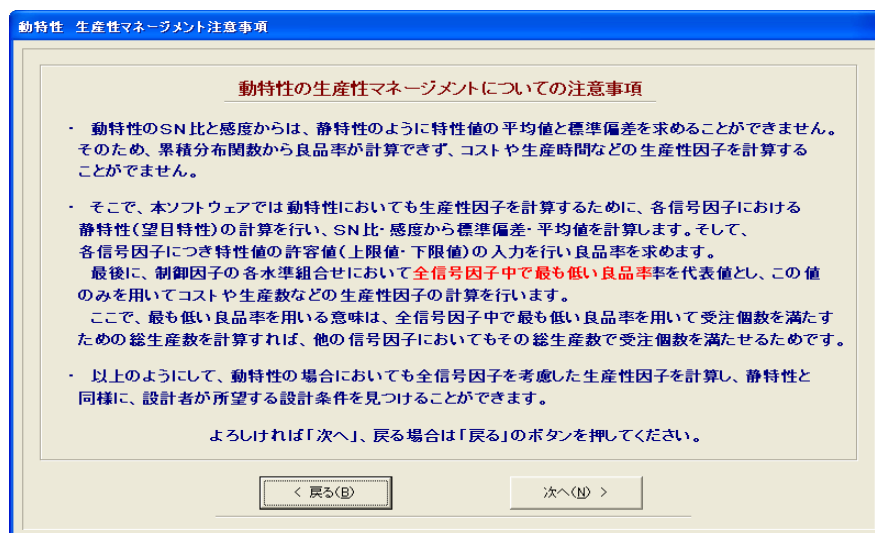 動特性 生産性マネージメント注意事項
動特性の生産性マネージメントについての注意事項
・ 動特性のSN比と感度からは、静特性のように特性値の平均値と標準偏差を求めることができません。
そのため、累積分布関数から良品率が計算できず、コストや生産時間などの生産性因子を計算する
ことがでません。
・ そこで、本ソフトウェアでは動特性においても生産性因子を計算するために、各信号因子における
静特性(望目特性)の計算を行い、SN比・感度から標準偏差・平均値を計算します。そして、
各信号因子につき特性値の許容値(上限値・下限値)の入力を行い良品率を求めます。
最後に、制御因子の各水準組合せにおいて全信号因子中で最も低い良品率率を代表値とし、この値
のみを用いてコストや生産数などの生産性因子の計算を行います。
ここで、最も低い良品率を用いる意味は、全信号因子中で最も低い良品率を用いて受注個数を満たす
ための総生産数を計算すれば、他の信号因子においてもその総生産数で受注個数を満たせるためです。
・ 以上のようにして、動特性の場合においても全信号因子を考慮した生産性因子を計算し、静特性と
同様に、設計者が所望する設計条件を見つけることができます。
よろしければ「次へ」、戻る場合は「戻る」のボタンを押してください。
< 戻る(B)
次へ(N) >